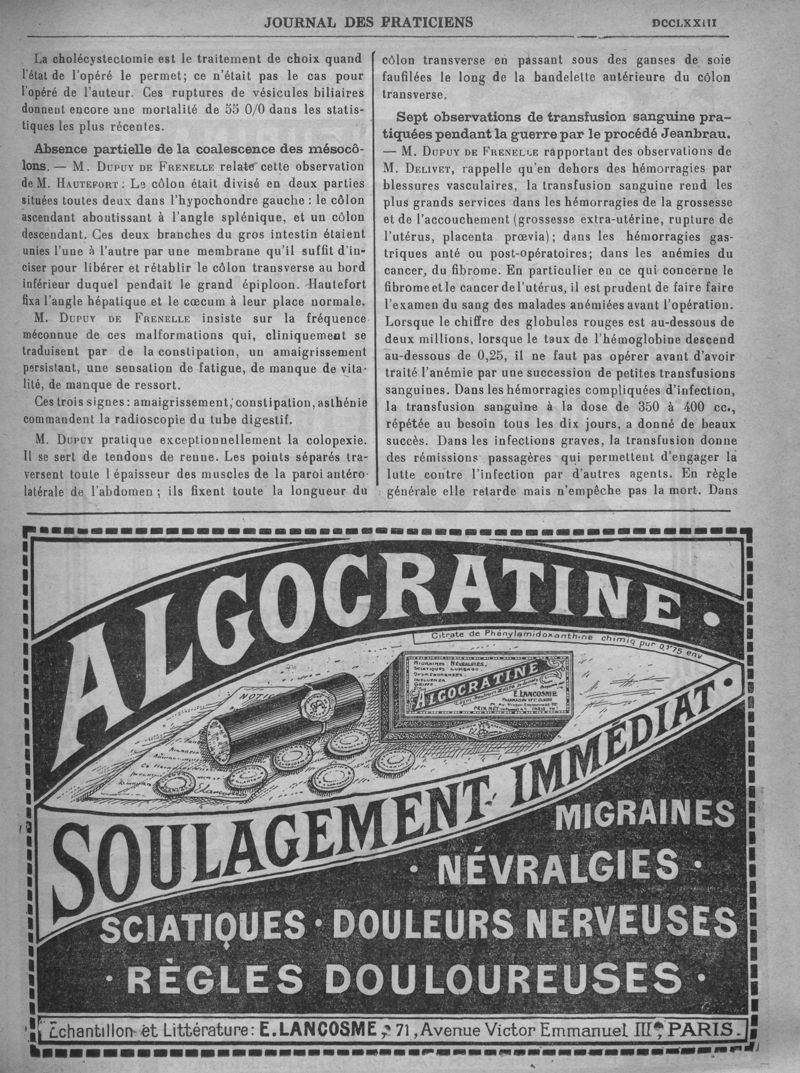 JOURNAL DES PRATICIENS
DCCLXXIII
La cholécystectomie est le traitement de choix quand
l'état de l'opéré le permet; ce n'était pas le cas pour
l'opéré de l'auteur. Ces ruptures de vésicules biliaires
donnent encore une mortalité de 55 0/0 dans les statis-
tiques les plus récentes.
Absence partielle de la coalescence des mésocô-
lons. — M. DUPUY DE FRENELLE relate cette observation
de M. HAUTEFORT : Le côlon était divisé en deux parties
situées toutes deux dans l'hypochondre gauche : le côlon
ascendant aboutissant à l'angle splénique, et un côlon
descendant. Ces deux branches du gros intestin étaient
unies l'une à l'autre par une membrane qu'il suffit d'in-
ciser pour libérer et rétablir le côlon transverse au bord
inférieur duquel pendait le grand épiploon. Hautefort
fixa l'angle hépatique et le cœcum à leur place normale.
M. DUPUY DE FRENELLE insiste sur la fréquence
méconnue de ces malformations qui, cliniquement se
traduisent par de la constipation, un amaigrissement
persistant, une sensation de fatigue, de manque de vita-
lité, de manque de ressort.
Ces trois signes : amaigrissement, constipation, asthénie
commandent la radioscopie du tube digestif.
M. DUPUY pratique exceptionnellement la colopexie.
Il se sert de tendons de renne. Les points séparés tra-
versent toute l épaisseur des muscles de la paroi antéro-
latérale de l'abdomen ; ils fixent toute la longueur du
côlon transverse en passant sous des ganses de soie
faufilées le long de la bandelette antérieure du côlon
transverse.
Sept observations de transfusion sanguine pra-
tiquées pendant la guerre par le procédé Jeanbrau.
— M. DUPUY DE FRENELLE rapportant des observations de
M. DELIVET, rappelle qu'en dehors des hémorragies par
blessures vasculaires, la transfusion sanguine rend les
plus grands services dans les hémorragies de la grossesse
et de l'accouchement (grossesse extra-utérine, rupture de
l'utérus, placenta prœvia) ; dans les hémorragies gas-
triques anté ou post-opératoires; dans les anémies du
cancer, du fibrome. En particulier en ce qui concerne le
fibrome et le cancer de l'utérus, il est prudent de faire faire
l'examen du sang des malades anémiées avant l'opération.
Lorsque le chiffre des globules rouges est au-dessous de
deux millions, lorsque le taux de l'hémoglobine descend
au-dessous de 0,25, il ne faut pas opérer avant d'avoir
traité l'anémie par une succession de petites transfusions
sanguines. Dans les hémorragies compliquées d'infection,
la transfusion sanguine à la dose de 350 à 400 cc.,
répétée au besoin tous les dix jours, a donné de beaux
succès. Dans les infections graves, la transfusion donne
des rémissions passagères qui permettent d'engager la
lutte contre l'infection par d'autres agents. En règle
générale elle retarde mais n'empêche pas la mort. Dans
ALGOCRATINE.
Citrate de Phénylamidoxanthine chimiq pur 0,gr75 env
NOTICE
MIGRAINES NÉVRALGIES.
SCIATIQUES LUMBAGO.
DYSMENORRHÉES.
INFLUENZA
GRIPPE
ALGOCRATINE
E. LANCOSME
SOULAGEMENT IMMÉDIAT.
MIGRAINES
· NÉVRALGIES ·
SCIATIQUES · DOULEURS NERVEUSES
· RÈGLES DOULOUREUSES ·
Echantillon et Littérature : E. LANCOSME, 71, Avenue Victor Emmanuel III, PARIS.